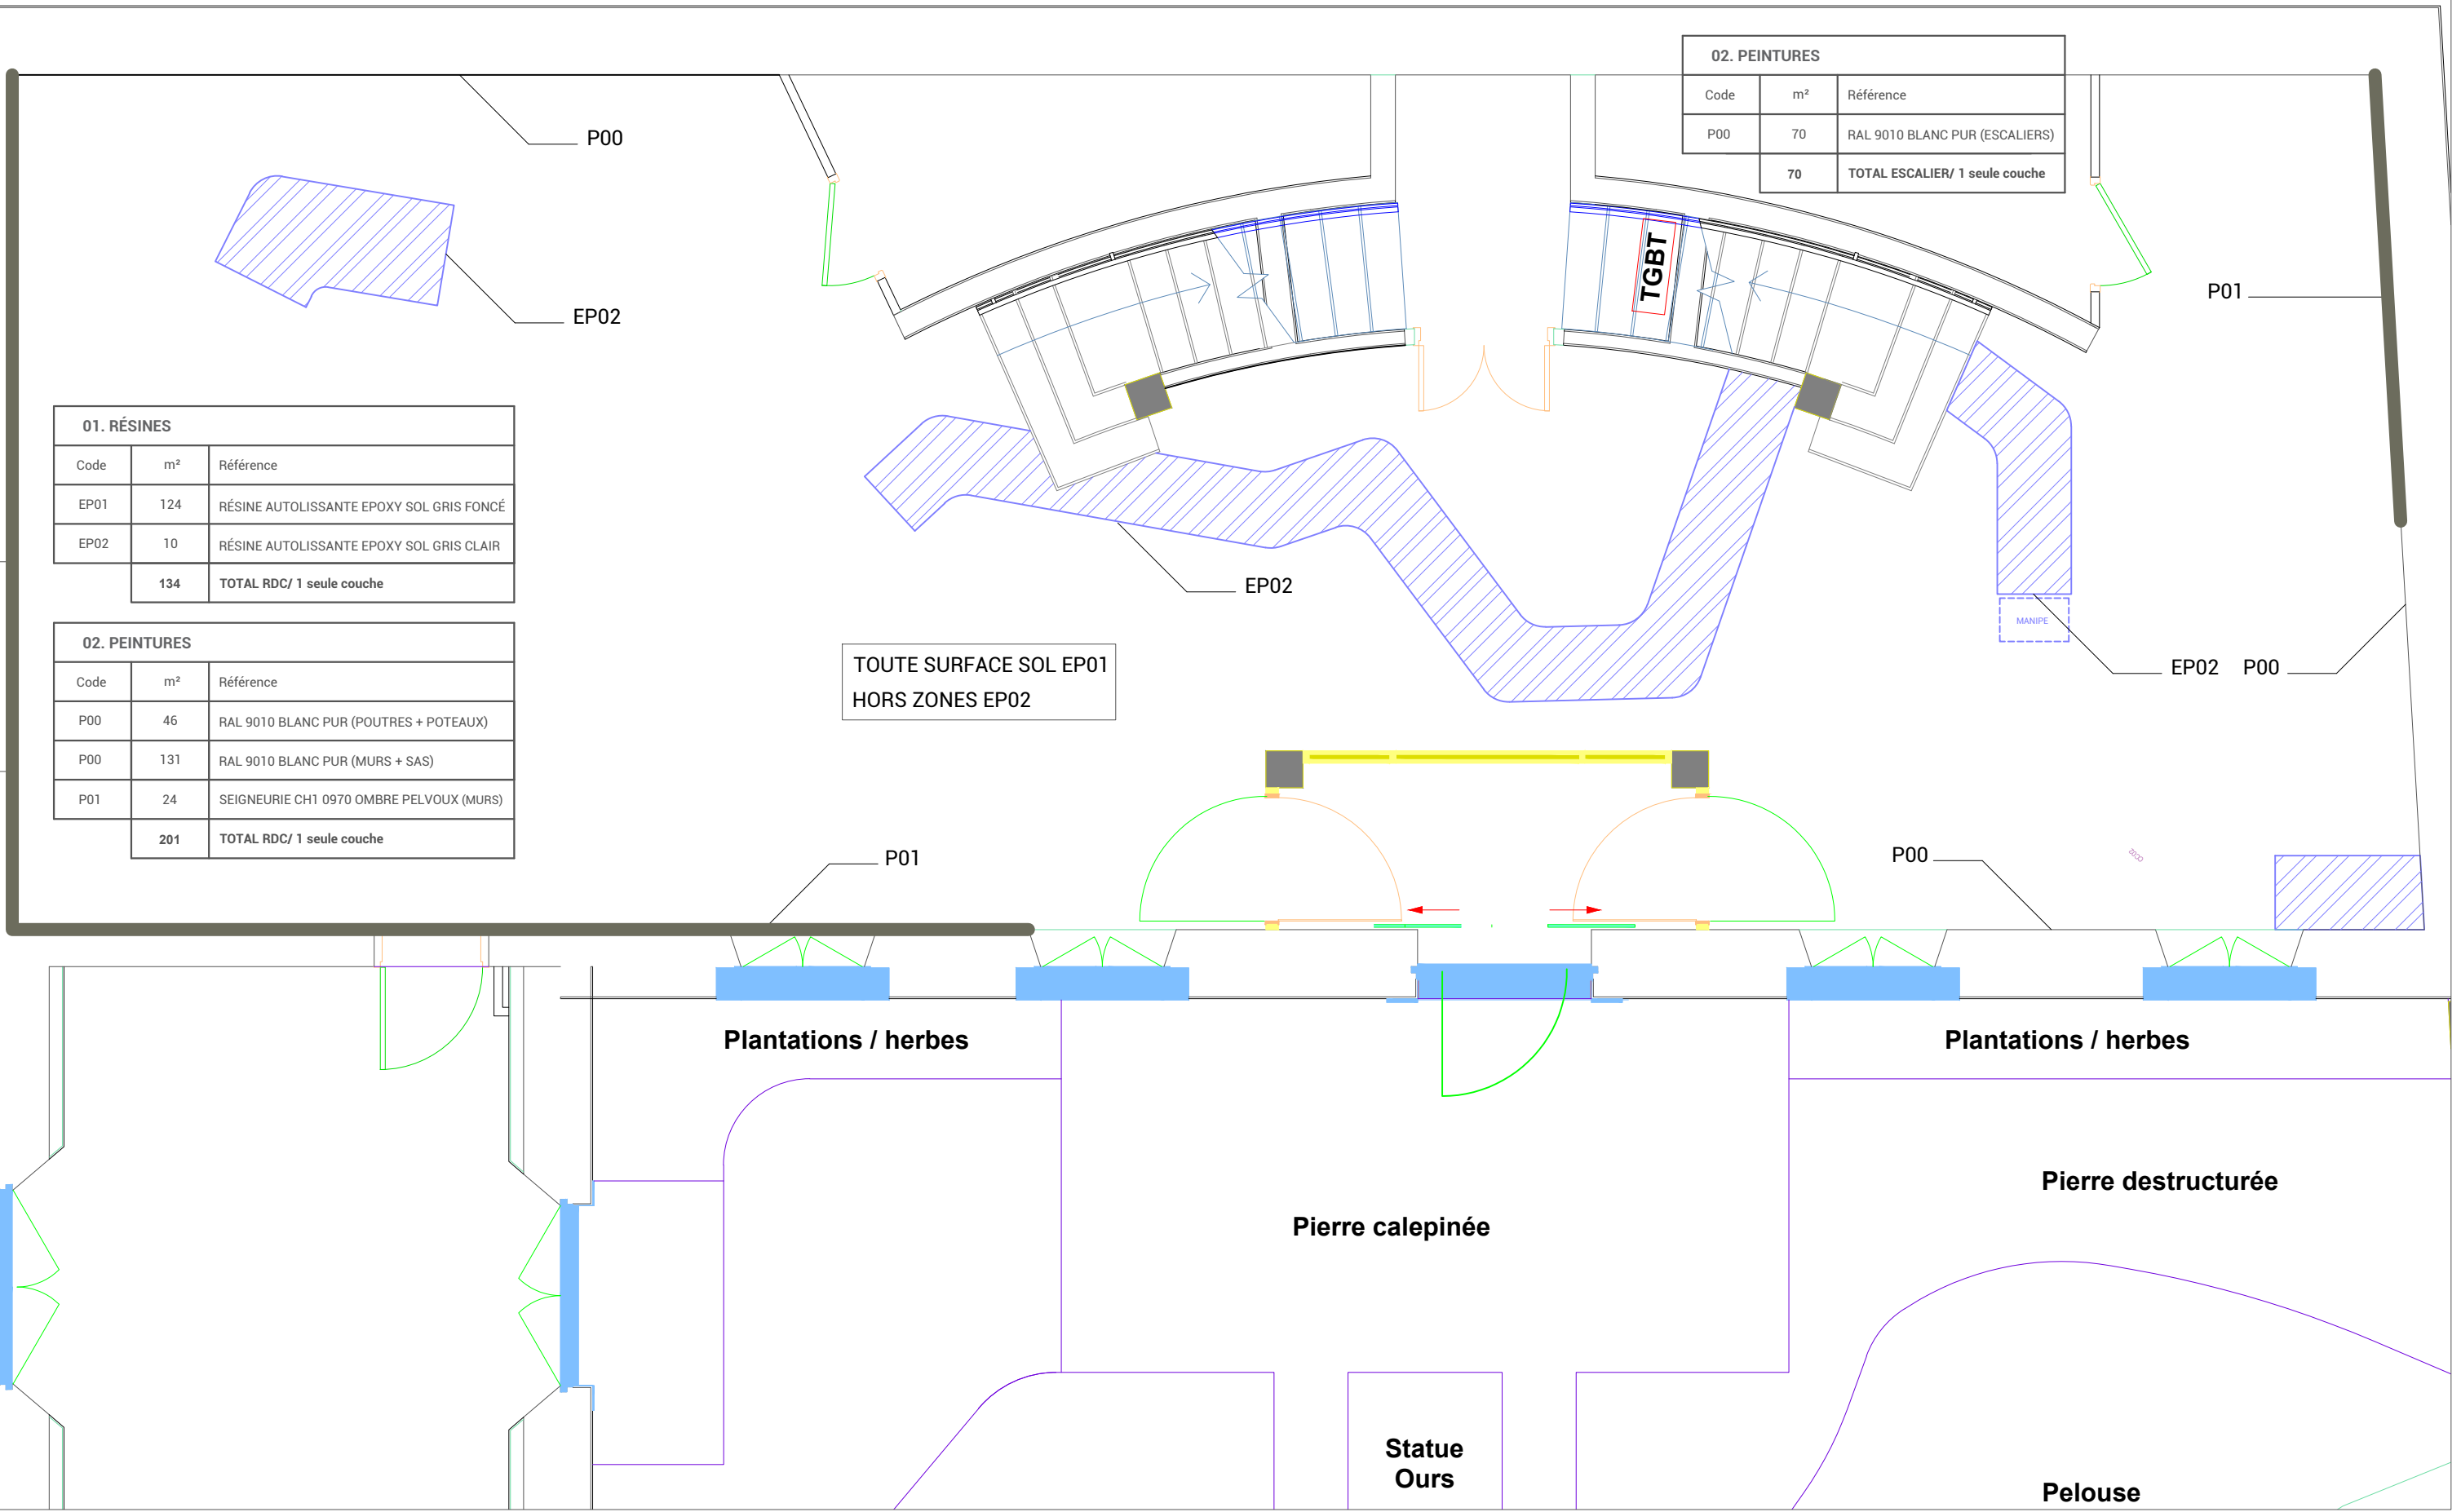 02. PEINTURES
Code m² Référence
P00 70 RAL 9010 BLANC PUR (ESCALIERS)
70 TOTAL ESCALIER/ 1 seule couche
P00
EP02
TGBT
P01
01. RÉSINES
Code m² Référence
EP01 124 RÉSINE AUTOLISSANTE EPOXY SOL GRIS FONCÉ
EP02 10 RÉSINE AUTOLISSANTE EPOXY SOL GRIS CLAIR
134 TOTAL RDC/ 1 seule couche
EP02
MANIPE
EP02 P00
02. PEINTURES
Code m² Référence
P00 46 RAL 9010 BLANC PUR (POUTRES + POTEAUX)
P00 131 RAL 9010 BLANC PUR (MURS + SAS)
P01 24 SEIGNEURIE CH1 0970 OMBRE PELVOUX (MURS)
201 TOTAL RDC/ 1 seule couche
TOUTE SURFACE SOL EP01
HORS ZONES EP02
P01
P00
CC02
Plantations / herbes
Plantations / herbes
Pierre destructurée
Pierre calepinée
Statue
Ours
Pelouse